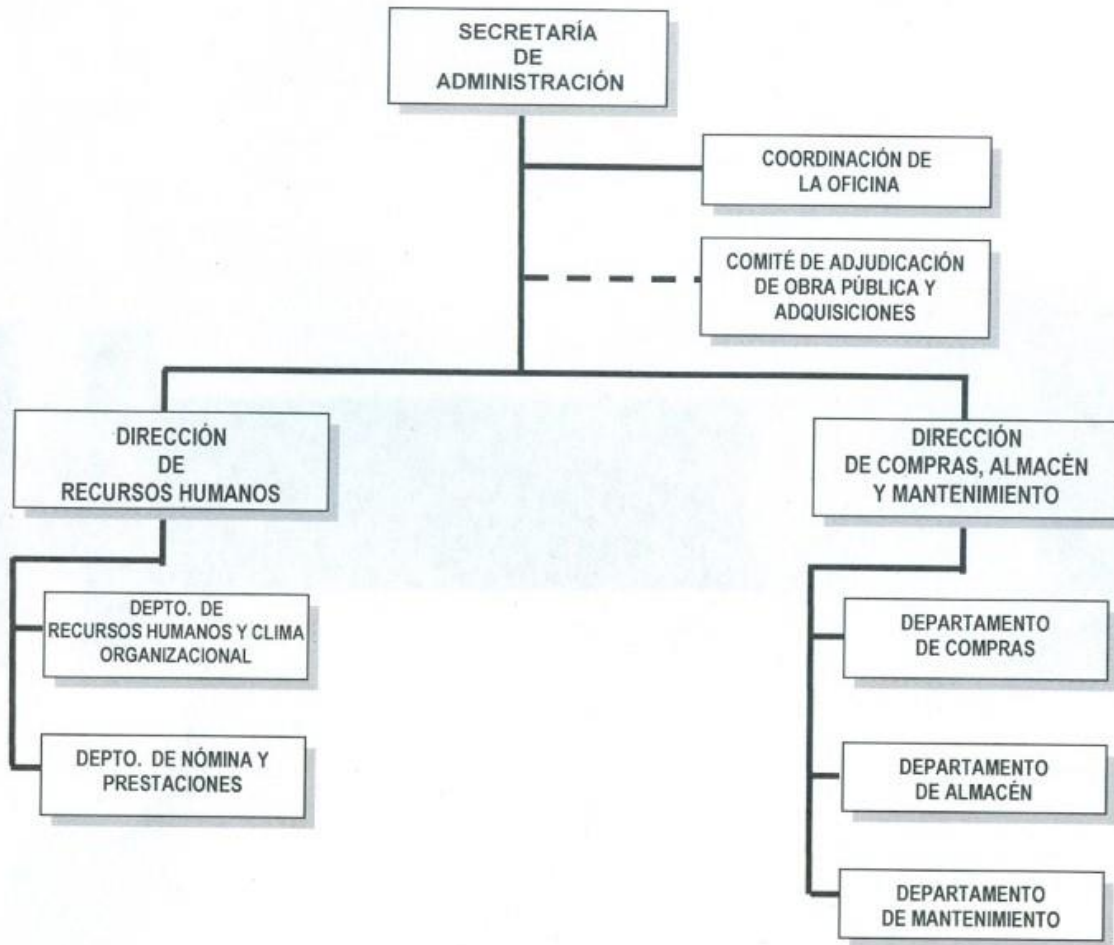 SECRETARÍA
DE
ADMINISTRACIÓN
COORDINACIÓN DE
LA OFICINA
COMITÉ DE ADJUDICACIÓN
DE OBRA PÚBLICA Y
ADQUISICIONES
DIRECCIÓN
DE
RECURSOS HUMANOS
DEPTO. DE
RECURSOS HUMANOS Y CLIMA
ORGANIZACIONAL
DEPTO. DE NÓMINA Y
PRESTACIONES
DIRECCIÓN
DE COMPRAS, ALMACÉN
Y MANTENIMIENTO
DEPARTAMENTO
DE COMPRAS
DEPARTAMENTO
DE ALMACÉN
DEPARTAMENTO
DE MANTENIMIENTO